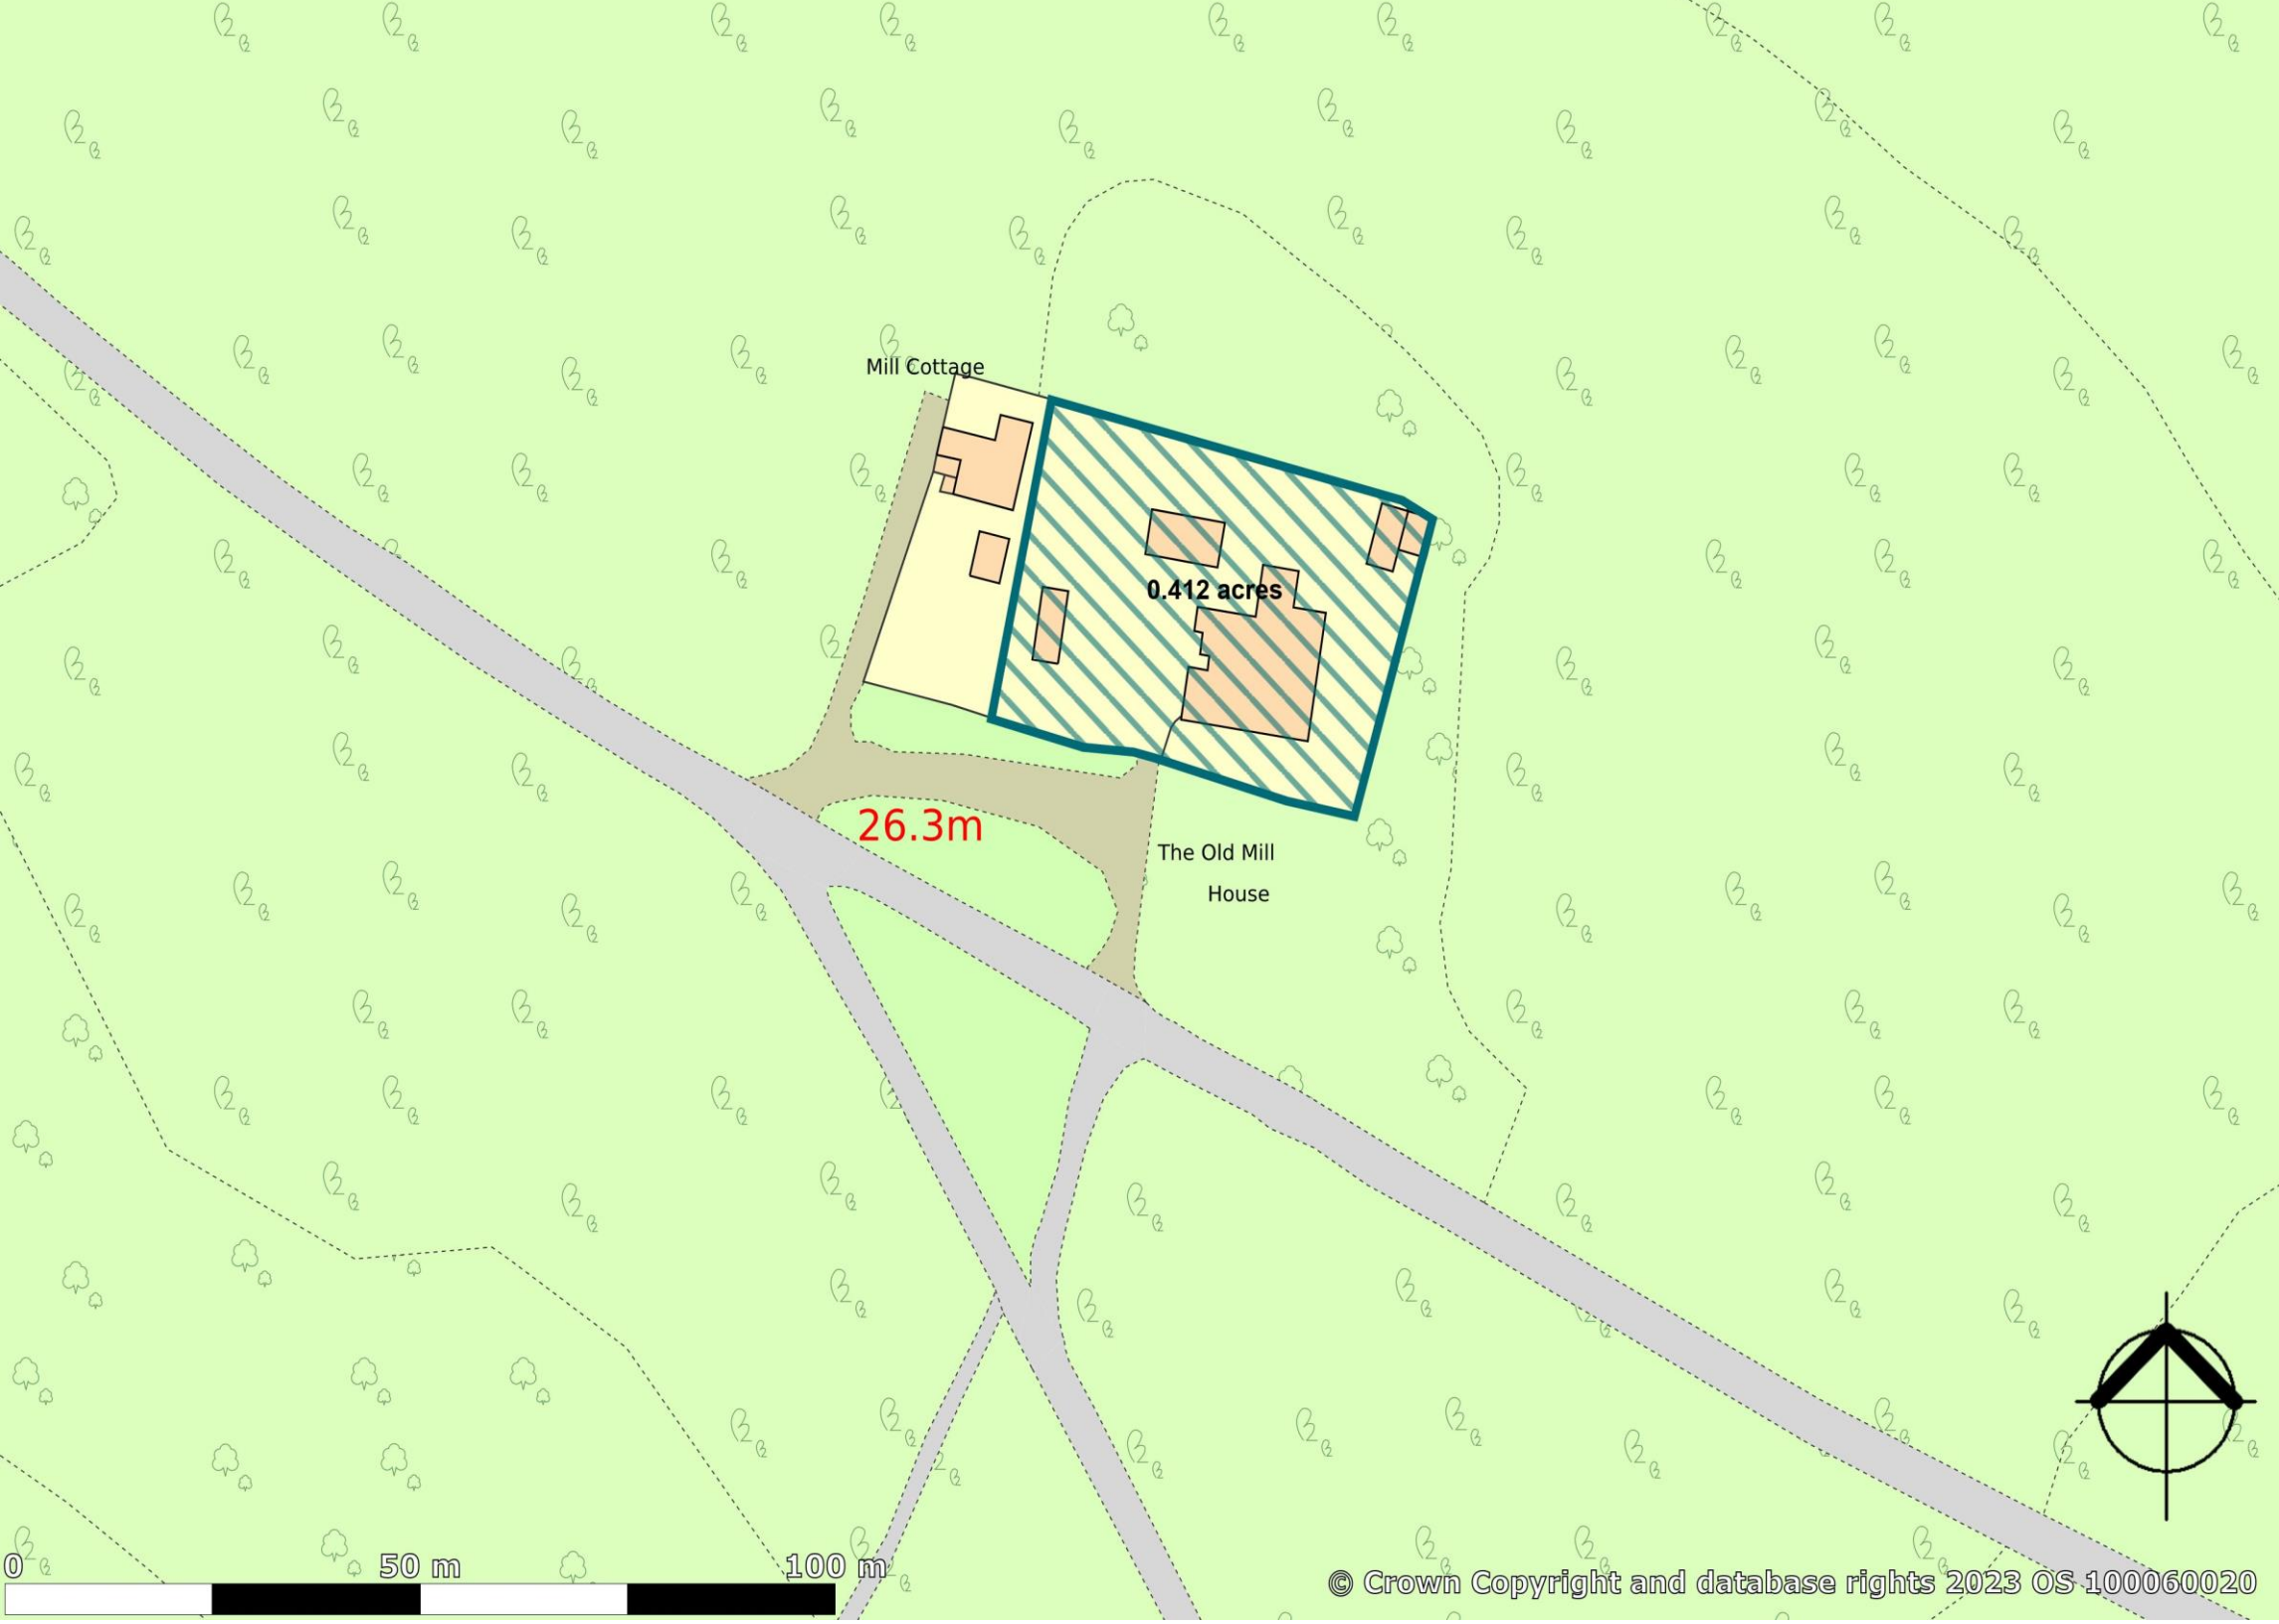 Mill Cottage
0.412 acres
26.3m
The Old Mill
House
0 50 m 100 m
© Crown Copyright and database rights 2023 OS 100060020